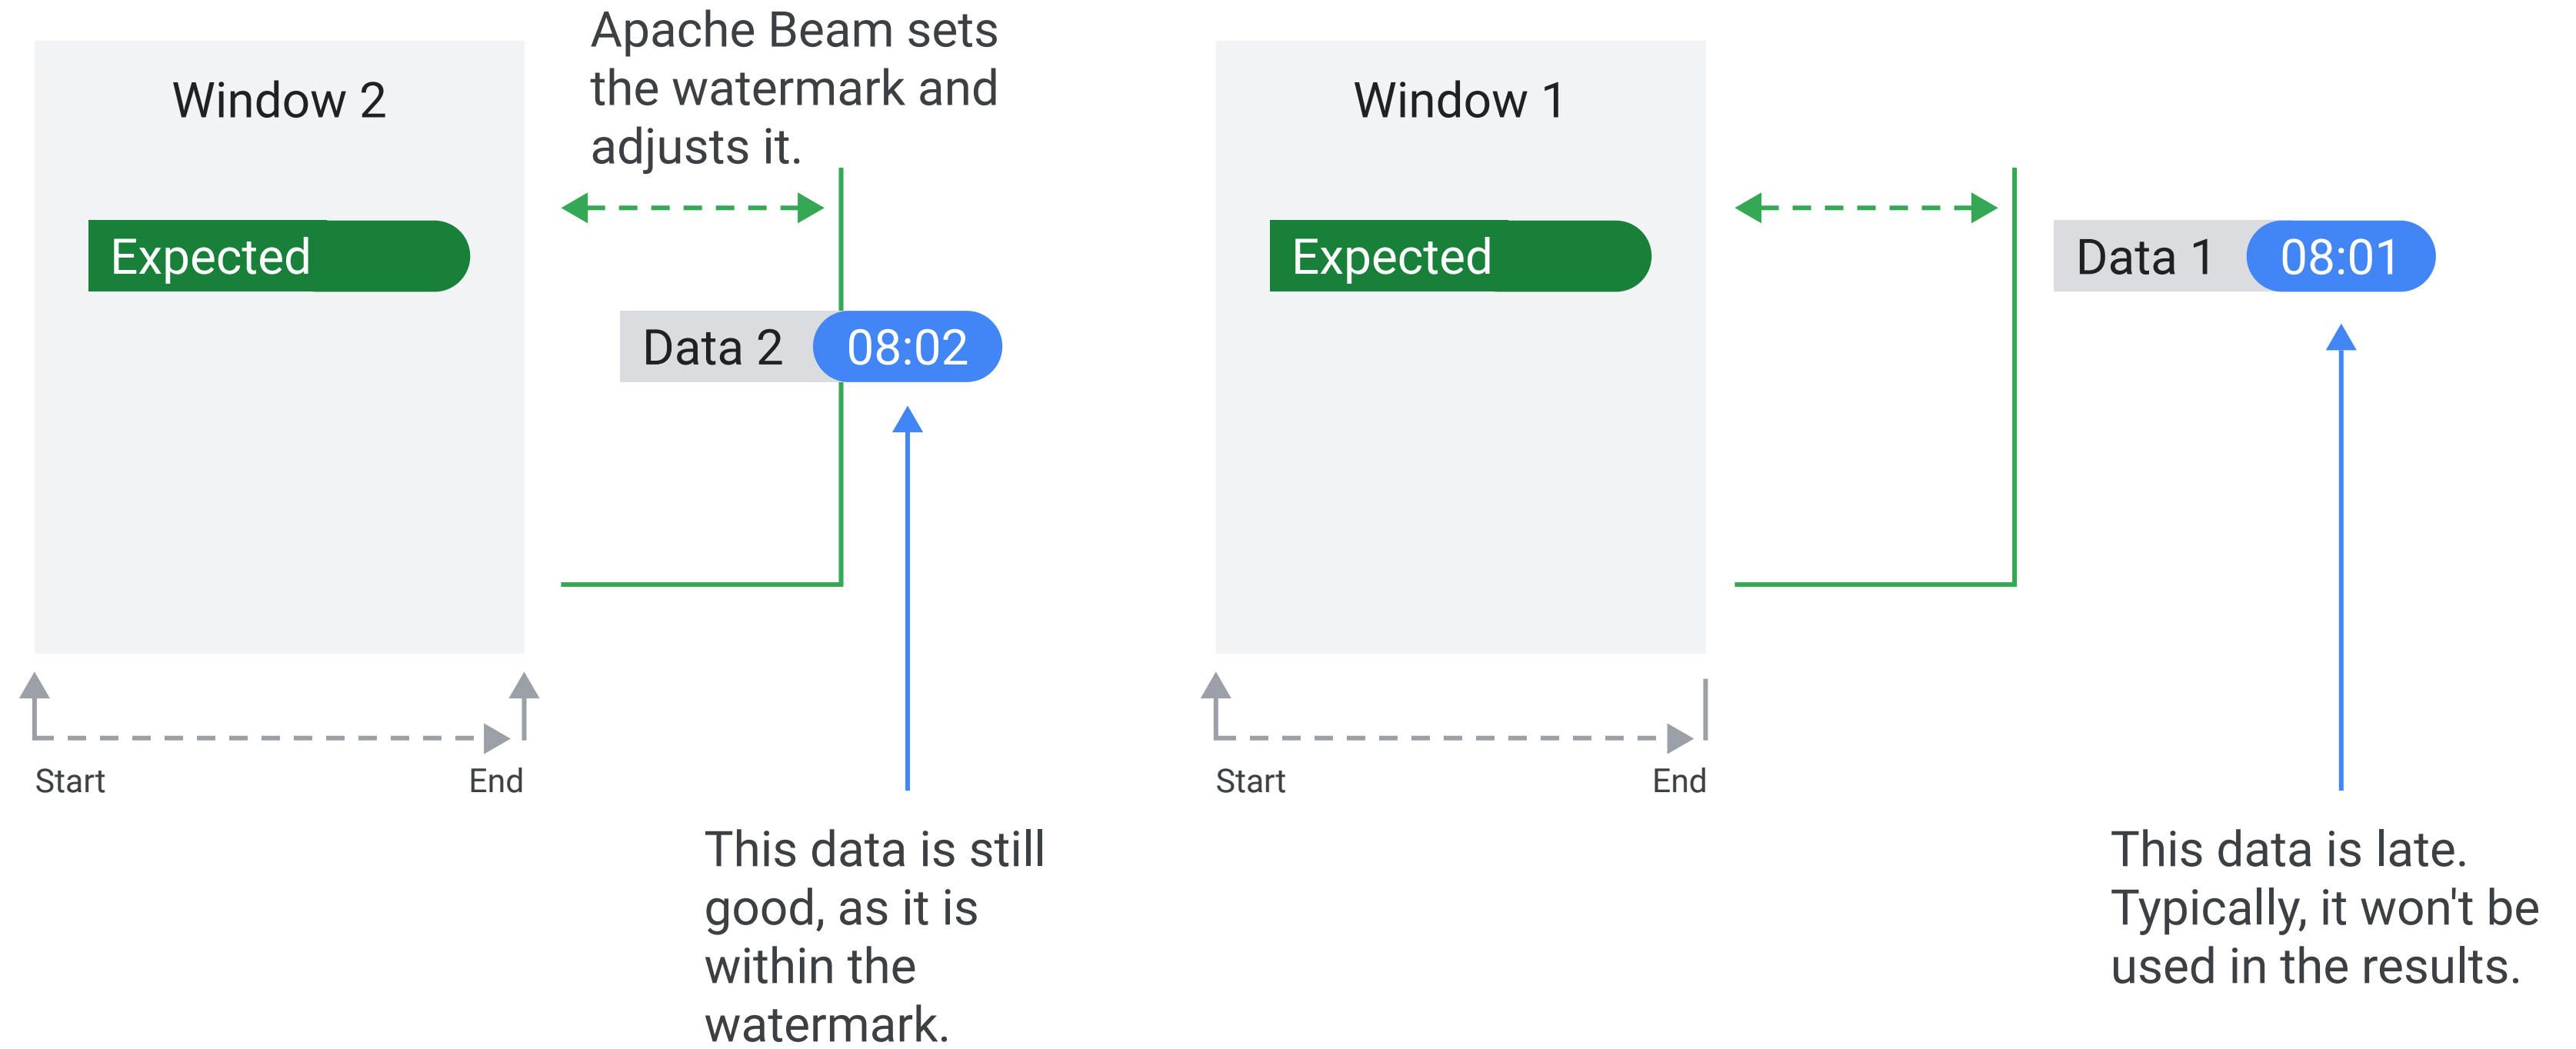 Apache Beam sets
the watermark and
adjusts it.
Window 2
Expected
Data 2
08:02
Start
End
This data is still
good, as it is
within the
watermark.
Window 1
Expected
Data 1
08:01
Start
End
This data is late.
Typically, it won't be
used in the results.